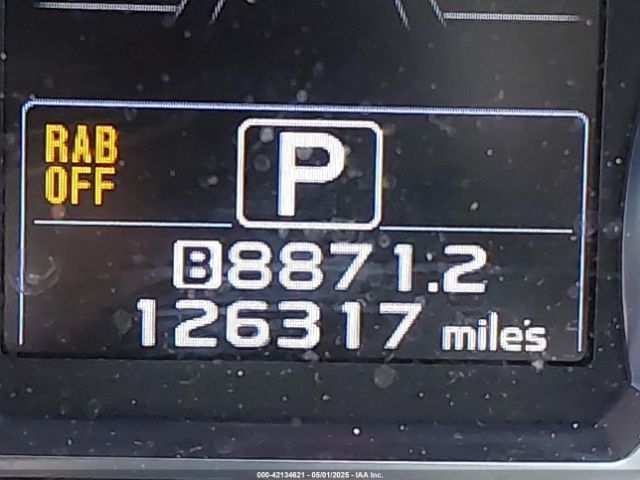 RAB
OFF
P
B 8871.2
126317 miles
000-42134621 - 05/01/2025 - IAA Inc.